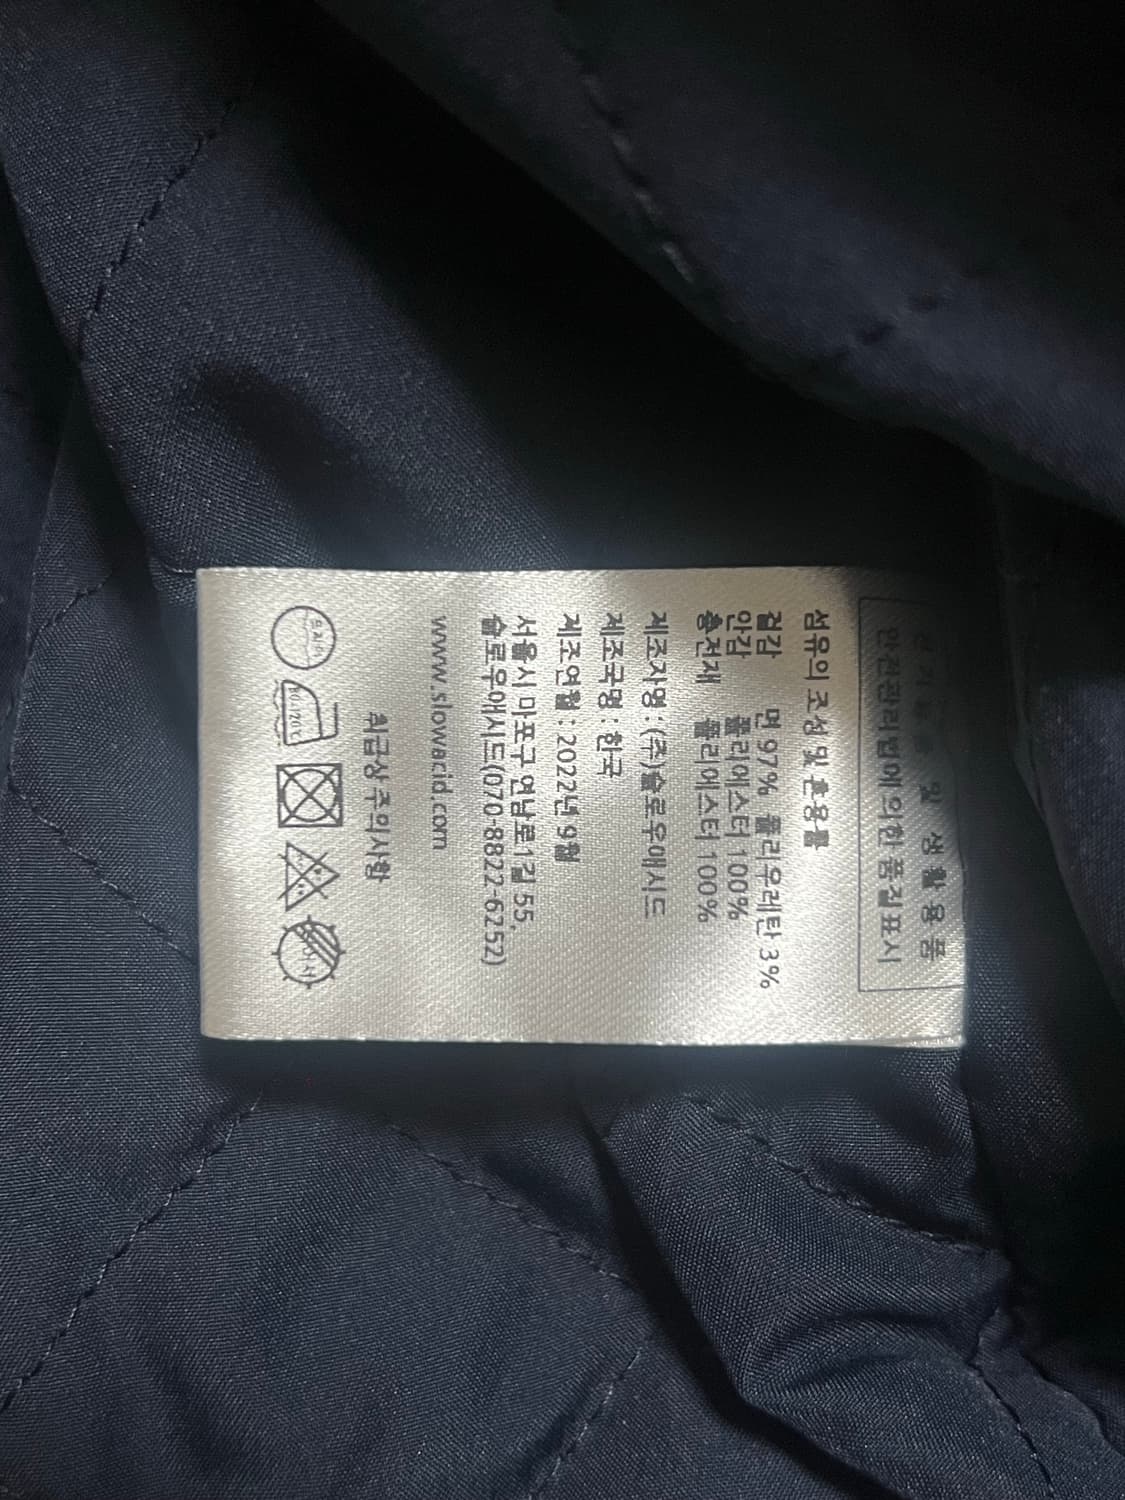 전기용품 및 생활용품
안전관리법에 의한 품질표시
섬유의 조성 및 혼용률
겉감 면 97% 폴리우레탄 3%
안감 폴리에스터 100%
충전재 폴리에스터 100%
제조자명 : (주)슬로우에시드
제조국명 : 한국
제조연월 : 2022년 9월
서울시 마포구 연남로1길 55,
슬로우에시드(070-8822-6252)
www.slowacid.com
취급상 주의사항
드라이